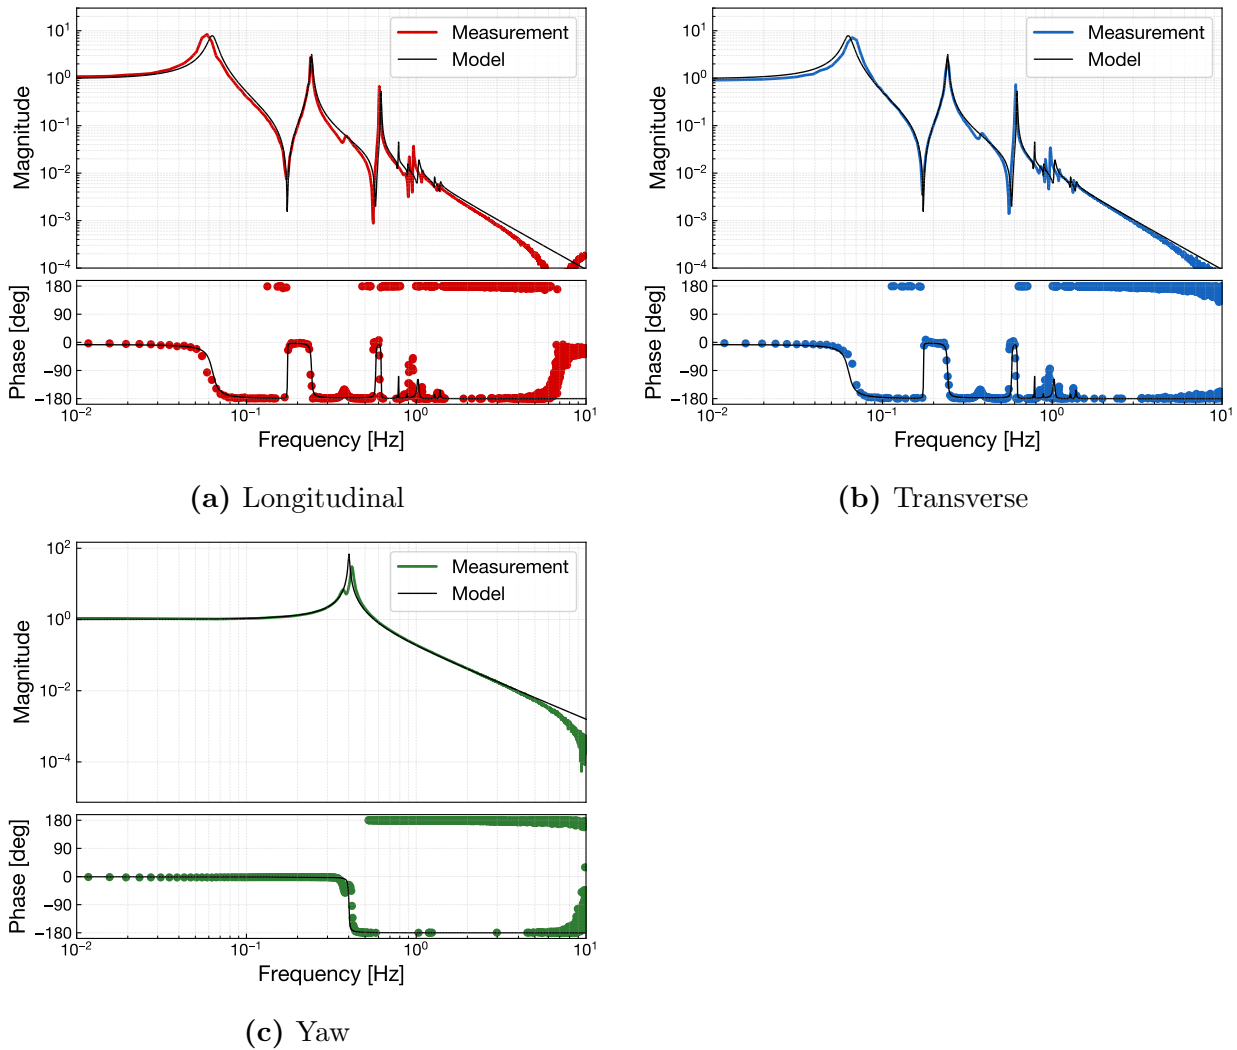 10^1
10^0
10^-1
10^-2
10^-3
10^-4
Magnitude
Measurement
Model
180
90
0
−90
−180
Phase [deg]
10^-2
10^-1
10^0
10^1
Frequency [Hz]
(a) Longitudinal
10^1
10^0
10^-1
10^-2
10^-3
10^-4
Magnitude
Measurement
Model
180
90
0
−90
−180
Phase [deg]
10^-2
10^-1
10^0
10^1
Frequency [Hz]
(b) Transverse
10^2
10^0
10^-2
10^-4
Magnitude
Measurement
Model
180
90
0
−90
−180
Phase [deg]
10^-2
10^-1
10^0
10^1
Frequency [Hz]
(c) Yaw